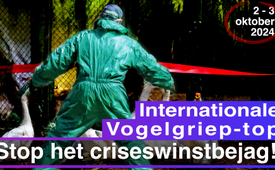 2 - 3
oktober
2024
Internationale
Vogelgriep-top
Stop het criseswinstbejag!